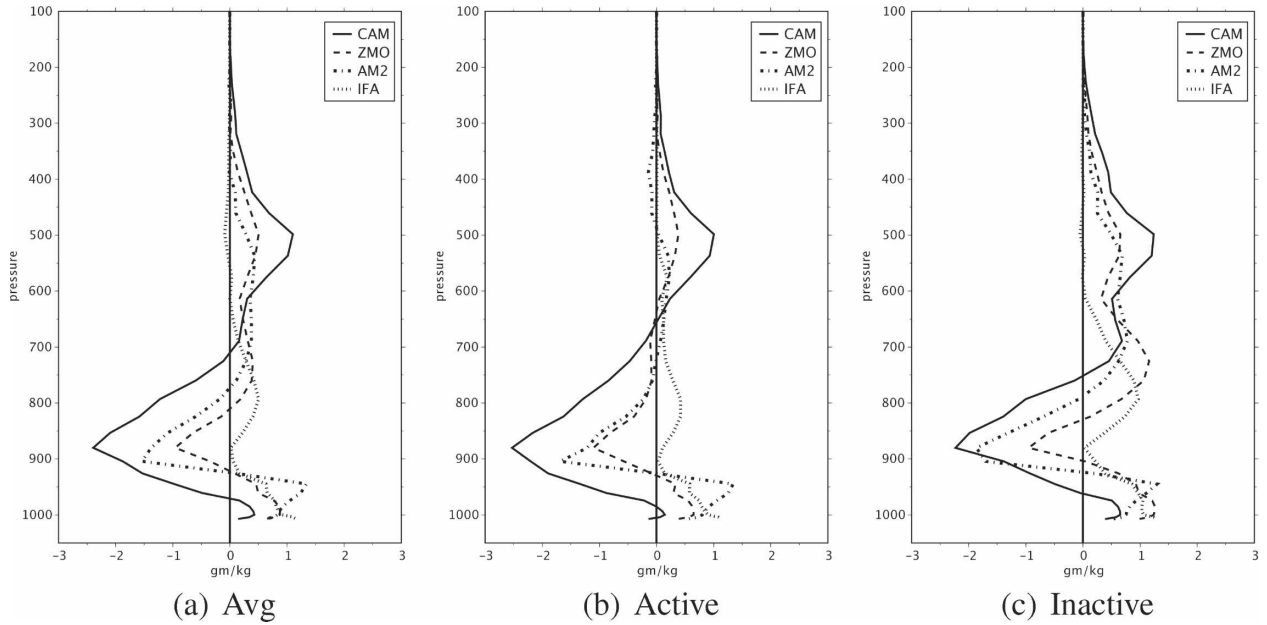 100
200
300
400
500
600
700
800
900
1000
pressure
-3
-2
-1
0
1
2
3
gm/kg
CAM
ZMO
AM2
IFA
(a) Avg
100
200
300
400
500
600
700
800
900
1000
pressure
-3
-2
-1
0
1
2
3
gm/kg
CAM
ZMO
AM2
IFA
(b) Active
100
200
300
400
500
600
700
800
900
1000
pressure
-3
-2
-1
0
1
2
3
gm/kg
CAM
ZMO
AM2
IFA
(c) Inactive